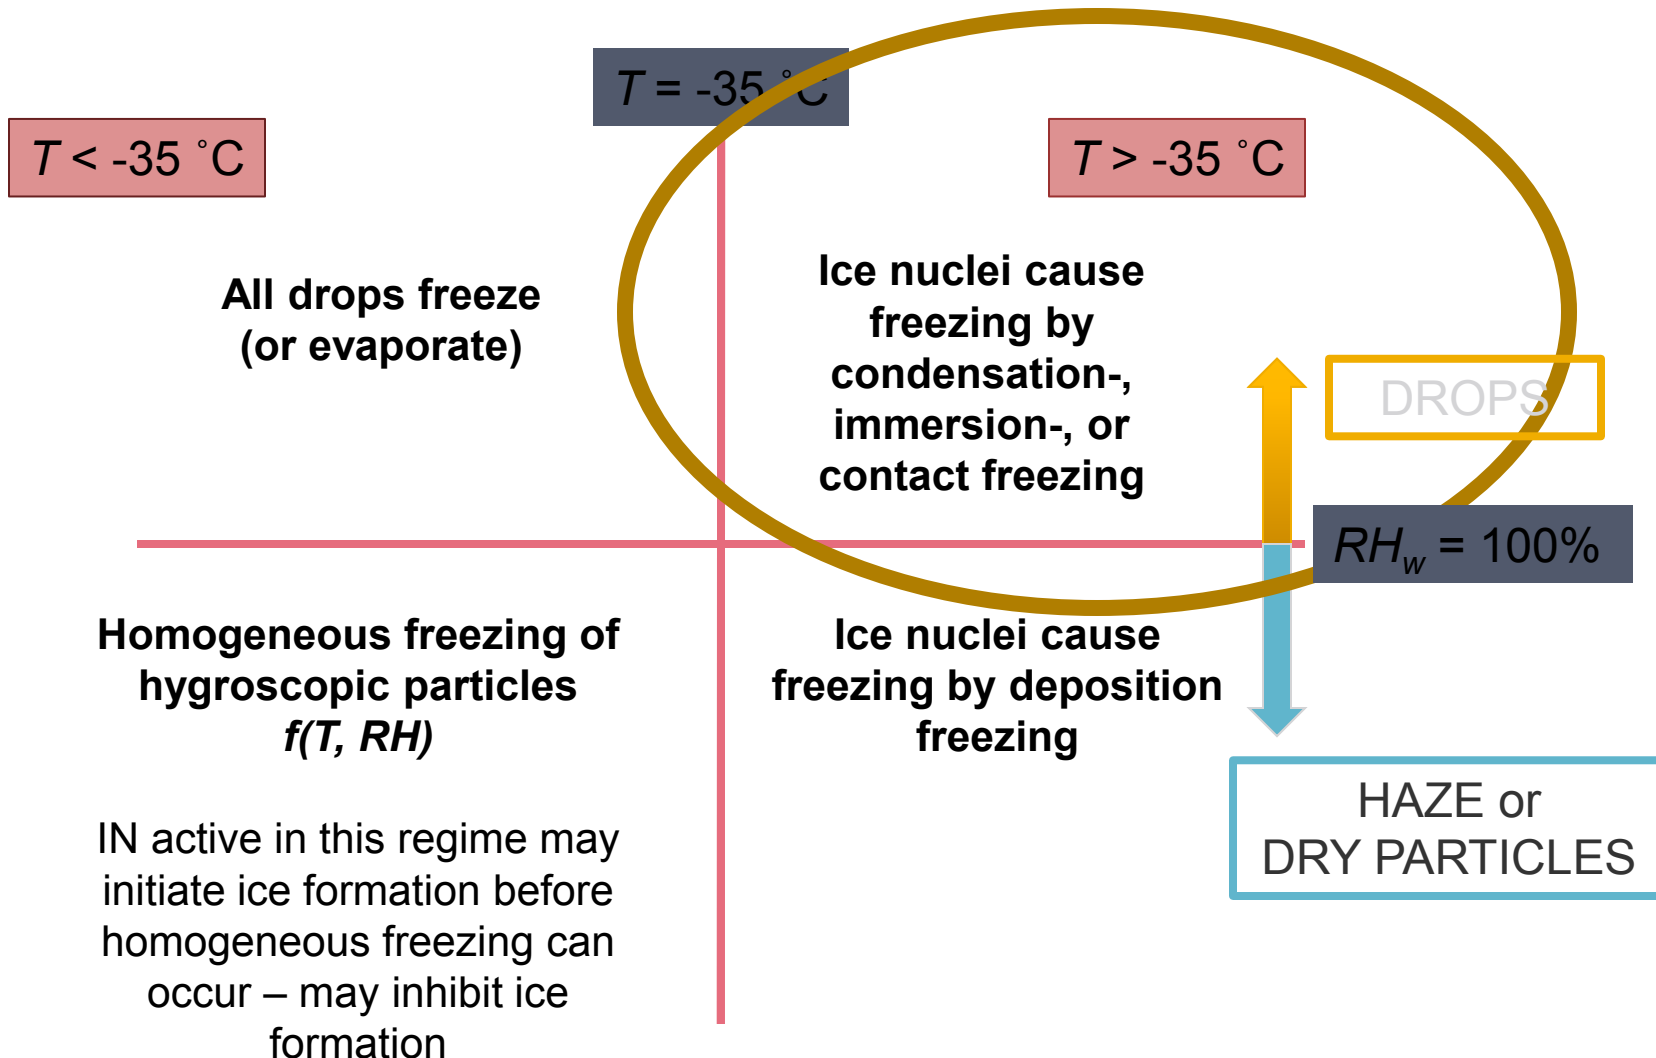 T = -35 ˚C
T < -35 ˚C
T > -35 ˚C
All drops freeze
(or evaporate)
Ice nuclei cause
freezing by
condensation-,
immersion-, or
contact freezing
DROPS
RHw = 100%
Homogeneous freezing of
hygroscopic particles
f(T, RH)
IN active in this regime may
initiate ice formation before
homogeneous freezing can
occur – may inhibit ice
formation
Ice nuclei cause
freezing by deposition
freezing
HAZE or
DRY PARTICLES